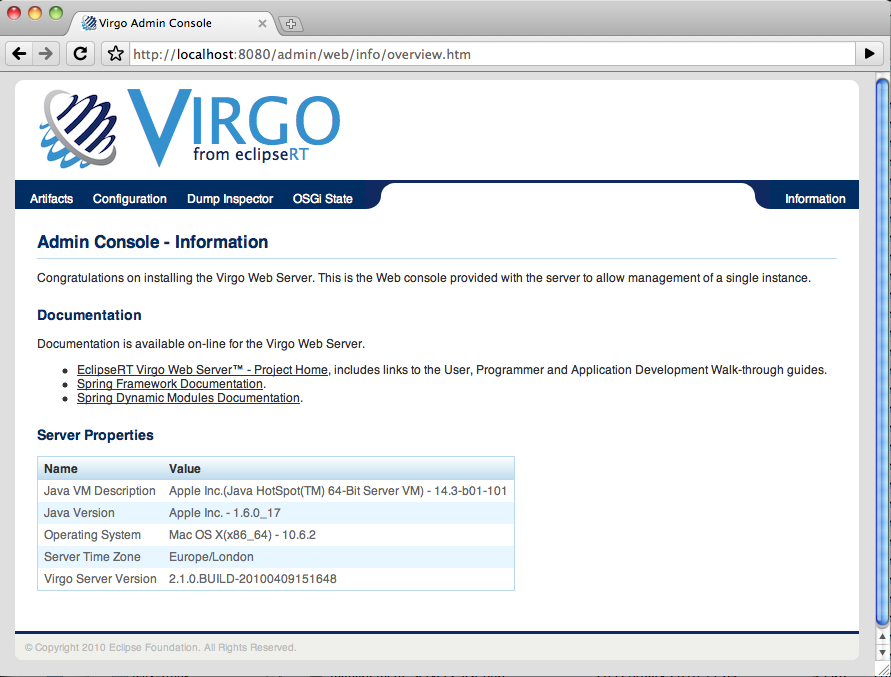 Virgo Admin Console
http://localhost:8080/admin/web/info/overview.htm
VIRGO
from eclipseRT
Artifacts Configuration Dump Inspector OSGi State Information
Admin Console - Information
Congratulations on installing the Virgo Web Server. This is the Web console provided with the server to allow management of a single instance.
Documentation
Documentation is available on-line for the Virgo Web Server.
EclipseRT Virgo Web Server™ - Project Home, includes links to the User, Programmer and Application Development Walk-through guides.
Spring Framework Documentation.
Spring Dynamic Modules Documentation.
Server Properties
Name Value
Java VM Description Apple Inc.(Java HotSpot(TM) 64-Bit Server VM) - 14.3-b01-101
Java Version Apple Inc. - 1.6.0_17
Operating System Mac OS X(x86_64) - 10.6.2
Server Time Zone Europe/London
Virgo Server Version 2.1.0.BUILD-20100409151648
© Copyright 2010 Eclipse Foundation. All Rights Reserved.